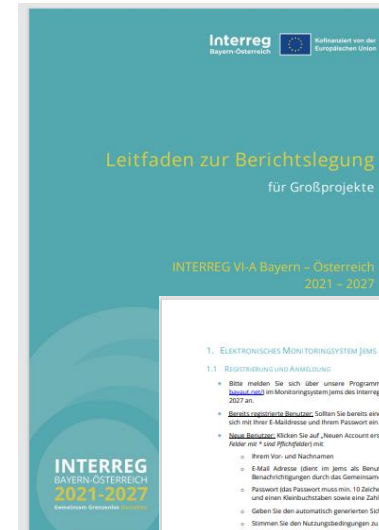 Interreg
Bayern-Österreich
Kofinanziert von der
Europäischen Union
Leitfaden zur Berichtslegung
für Großprojekte
INTERREG VI-A Bayern – Österreich
2021 – 2027
INTERREG
BAYERN-ÖSTERREICH
2021-2027
Gemeinsam Grenzenlos Gestalten
1. ELEKTRONISCHES MONITORINGSYSTEM JEMS
1.1 REGISTRIERUNG UND ANMELDUNG
Bitte melden Sie sich über unsere Programm
bayaut.net/) im Monitoringsystem Jems des Interreg
2027 an.
Bereits registrierte Benutzer: Sollten Sie bereits eine
sich mit Ihrer E-Mailadresse und Ihrem Passwort ein.
Neue Benutzer: Klicken Sie auf „Neuen Account ers
Felder mit * sind Pflichtfelder) mit
Ihrem Vor- und Nachnamen
E-Mail Adresse (dient im Jems als Benu
Benachrichtigungen durch das Gemeinsam
Passwort (das Passwort muss min. 10 Zeiche
und einen Kleinbuchstaben sowie eine Zahl
Geben Sie den automatisch generierten Sich
Stimmen Sie den Nutzungsbedingungen zu